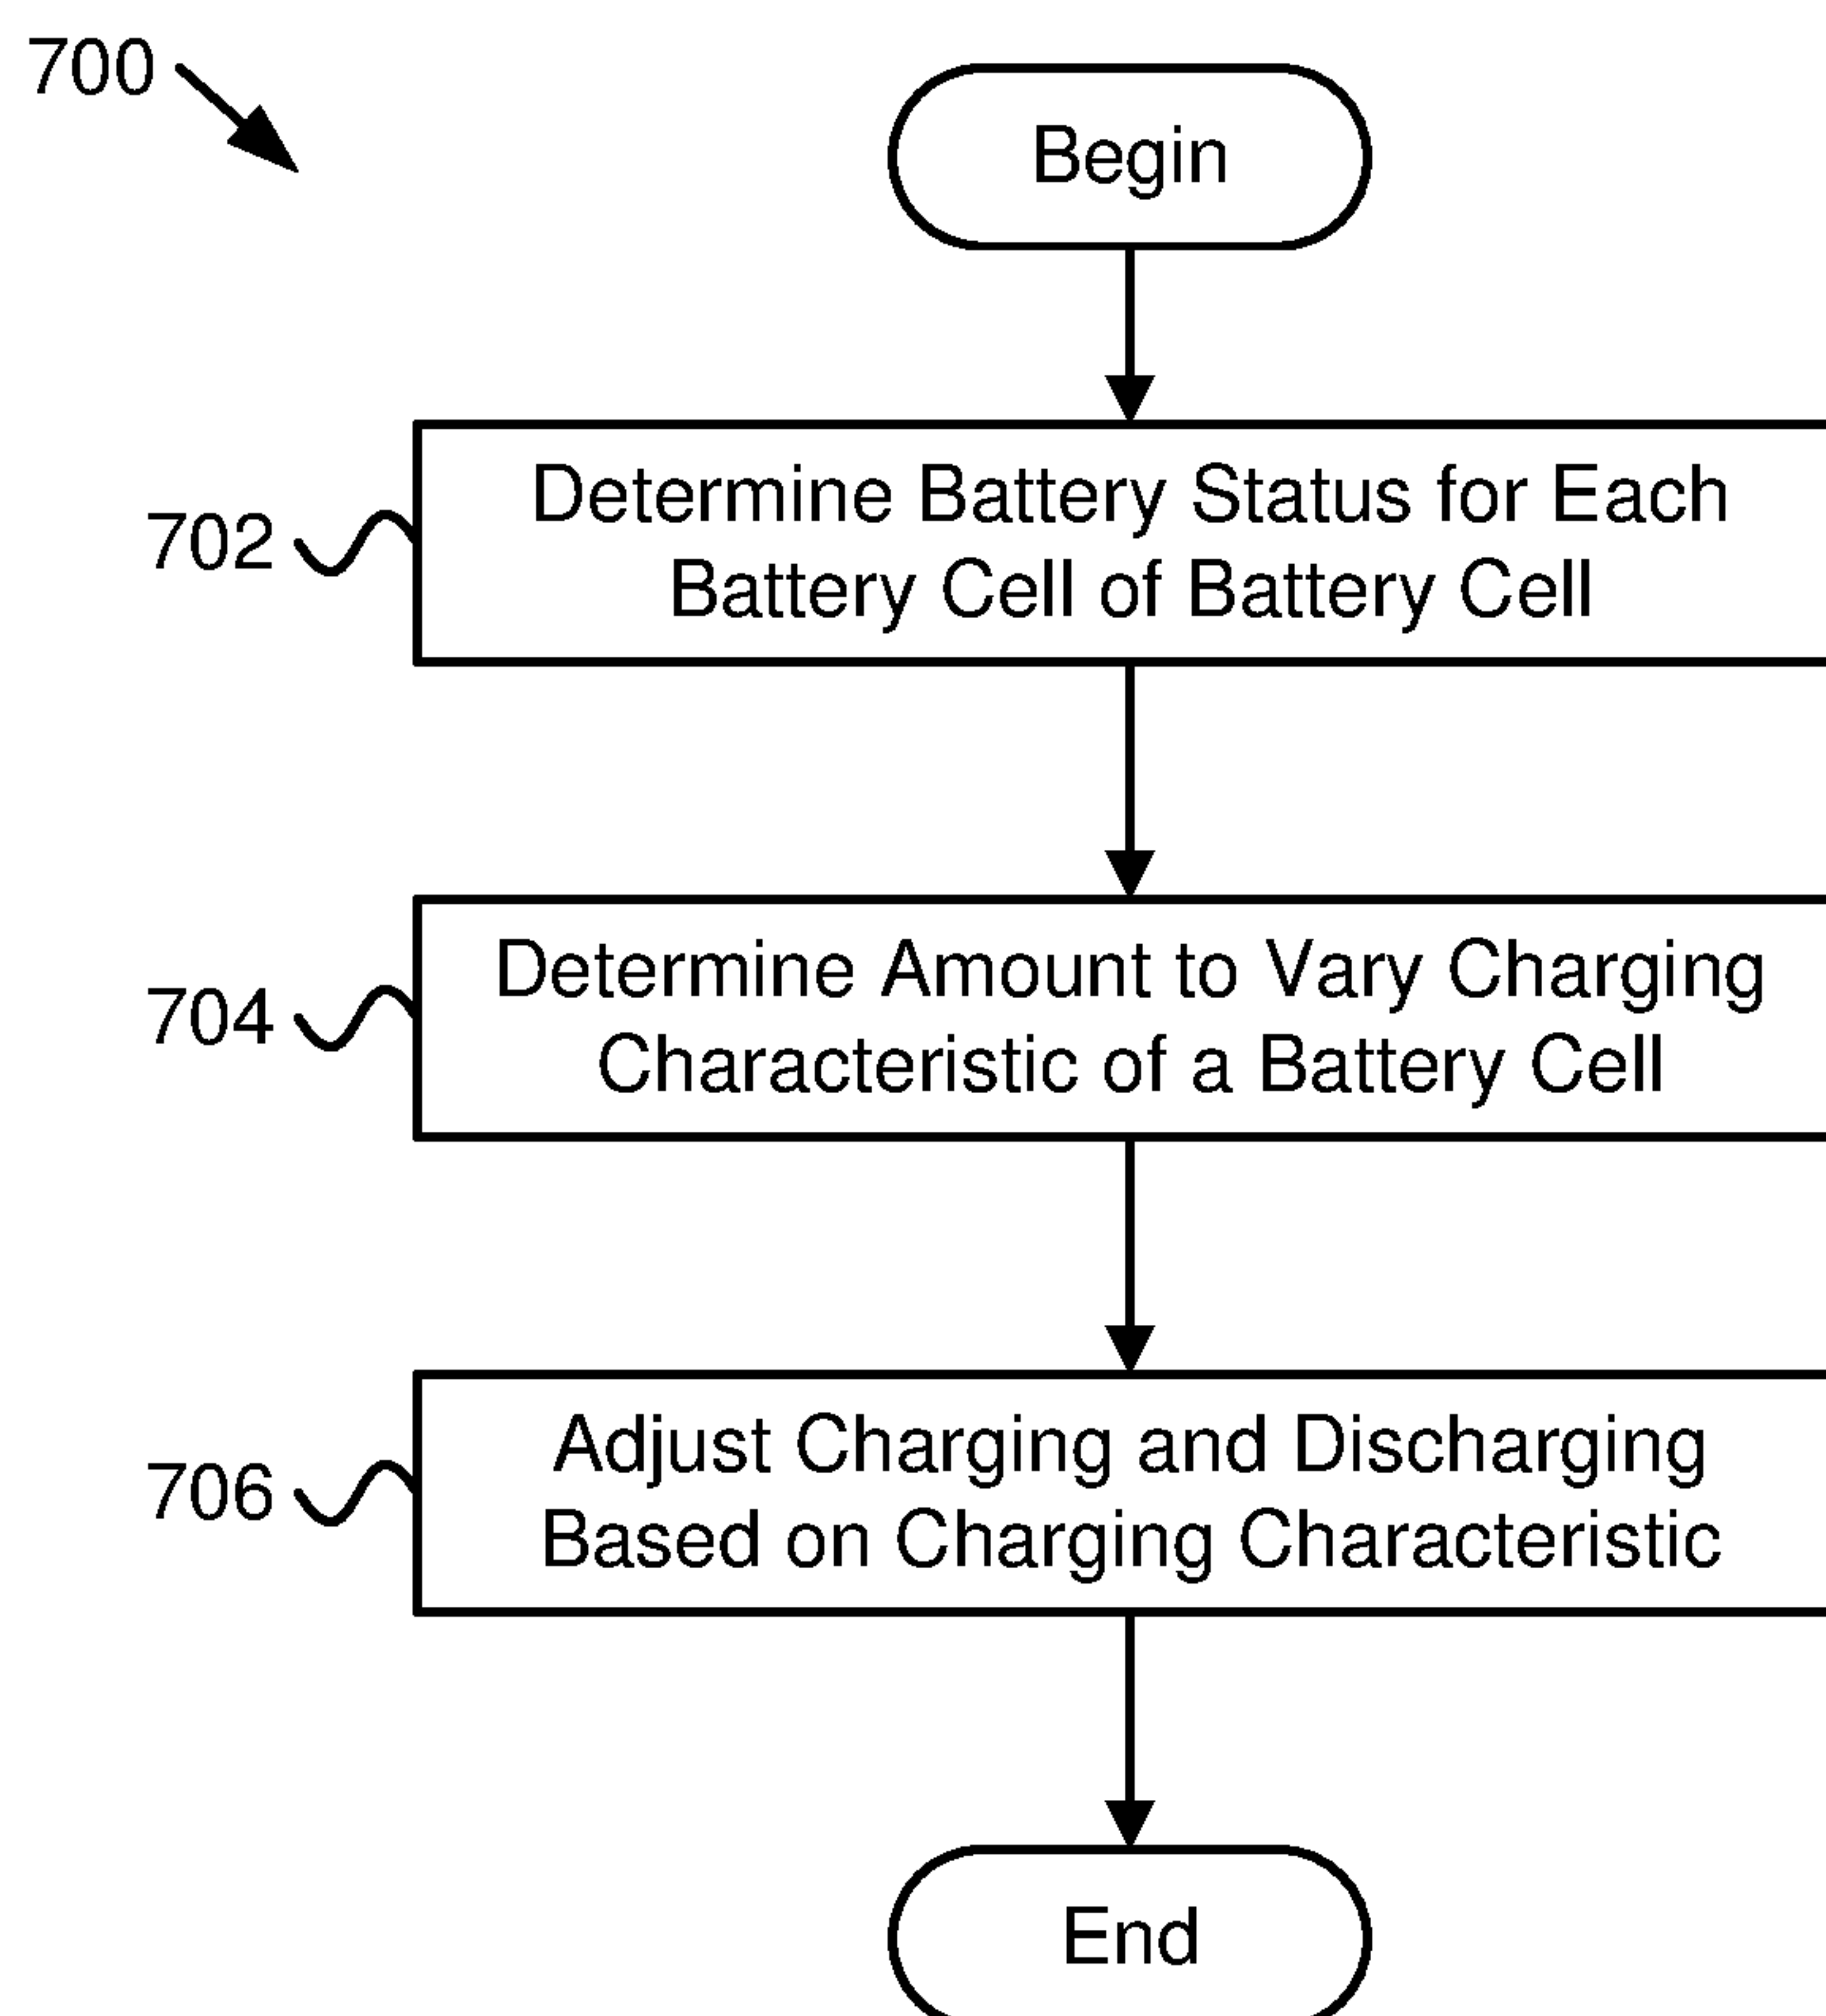 700
Begin
702
Determine Battery Status for Each
Battery Cell of Battery Cell
704
Determine Amount to Vary Charging
Characteristic of a Battery Cell
706
Adjust Charging and Discharging
Based on Charging Characteristic
End